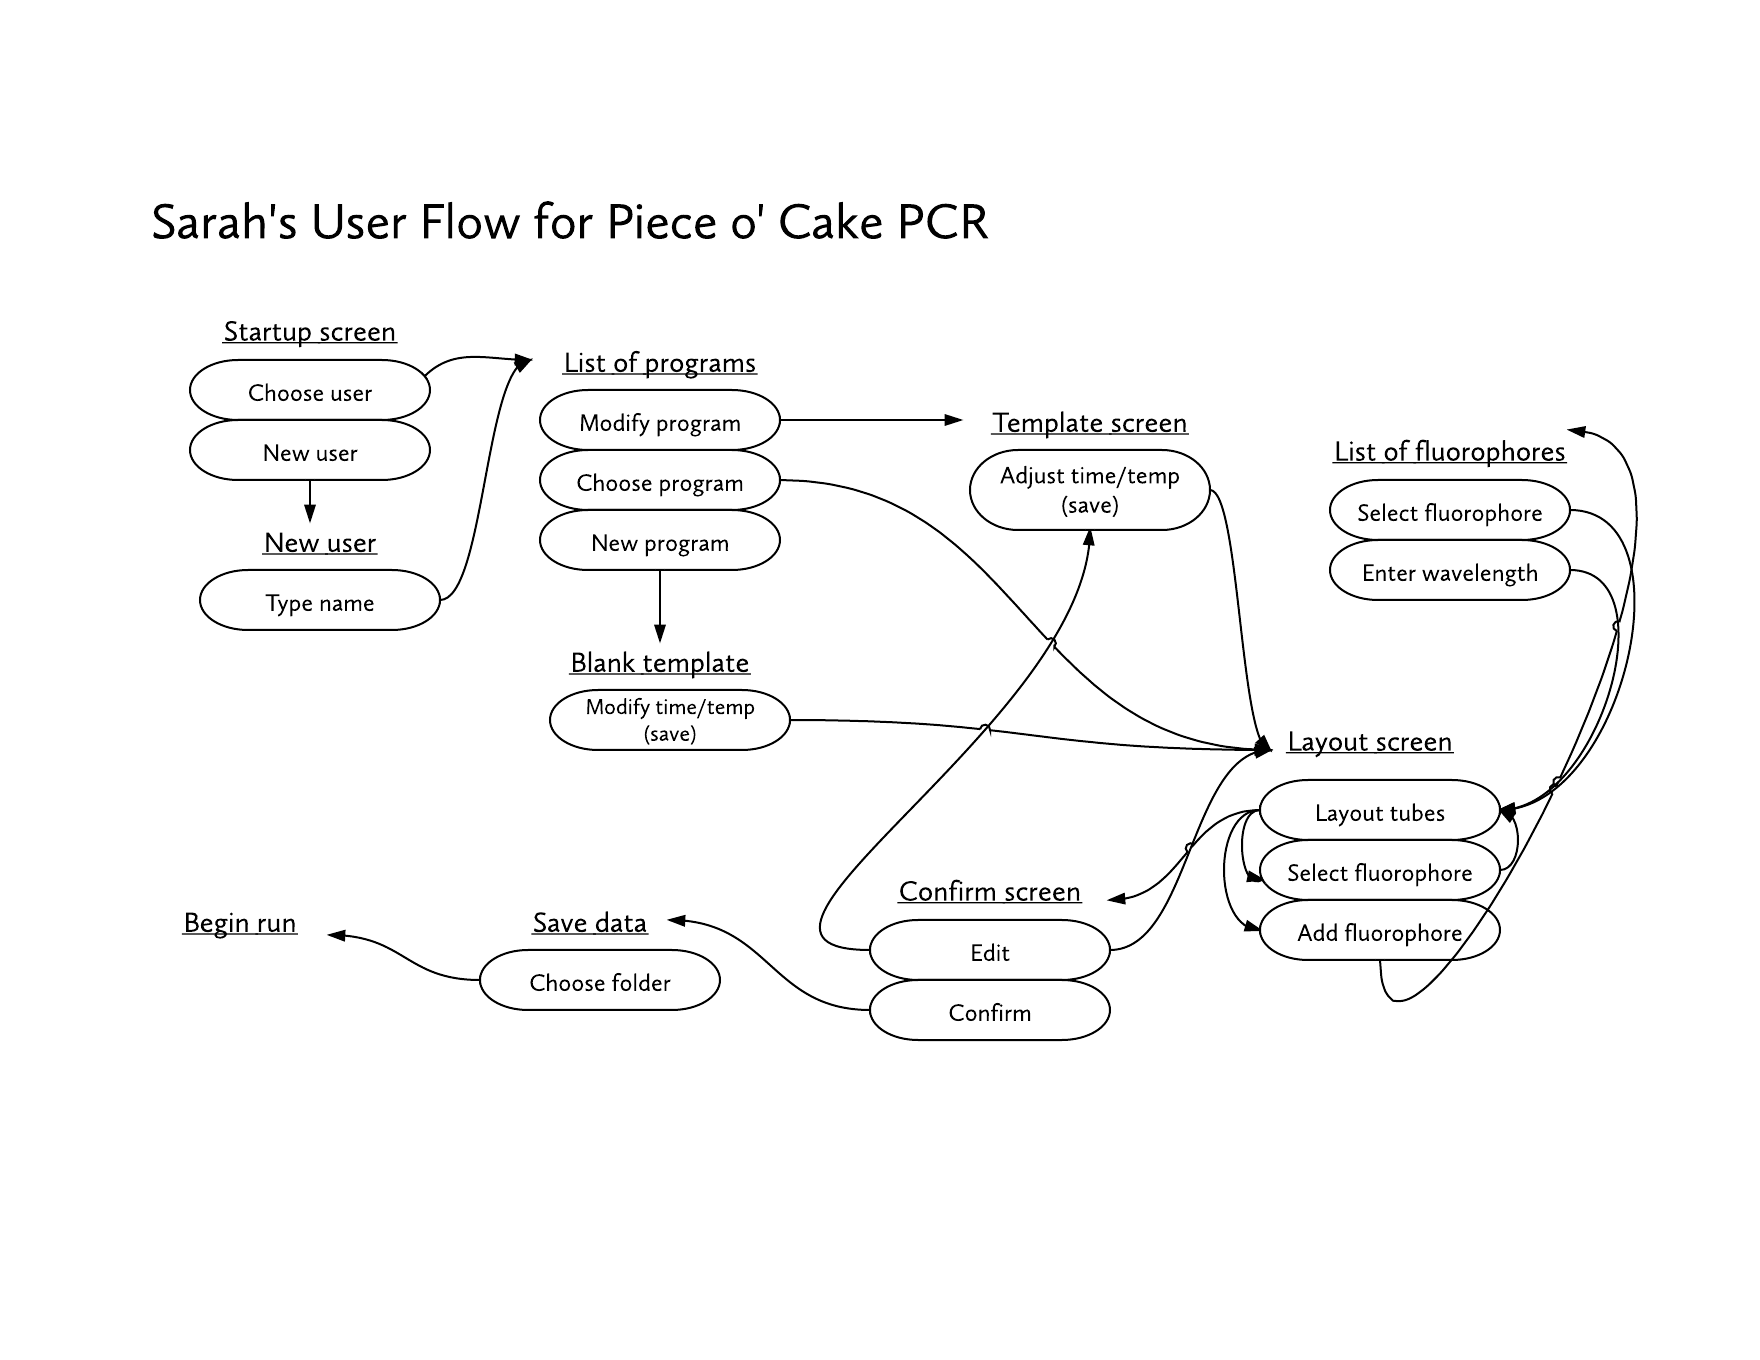 Sarah's User Flow for Piece o' Cake PCR
Startup screen
Choose user
New user
New user
Type name
List of programs
Modify program
Choose program
New program
Blank template
Modify time/temp
(save)
Template screen
Adjust time/temp
(save)
List of fluorophores
Select fluorophore
Enter wavelength
Layout screen
Layout tubes
Select fluorophore
Add fluorophore
Confirm screen
Edit
Confirm
Save data
Choose folder
Begin run